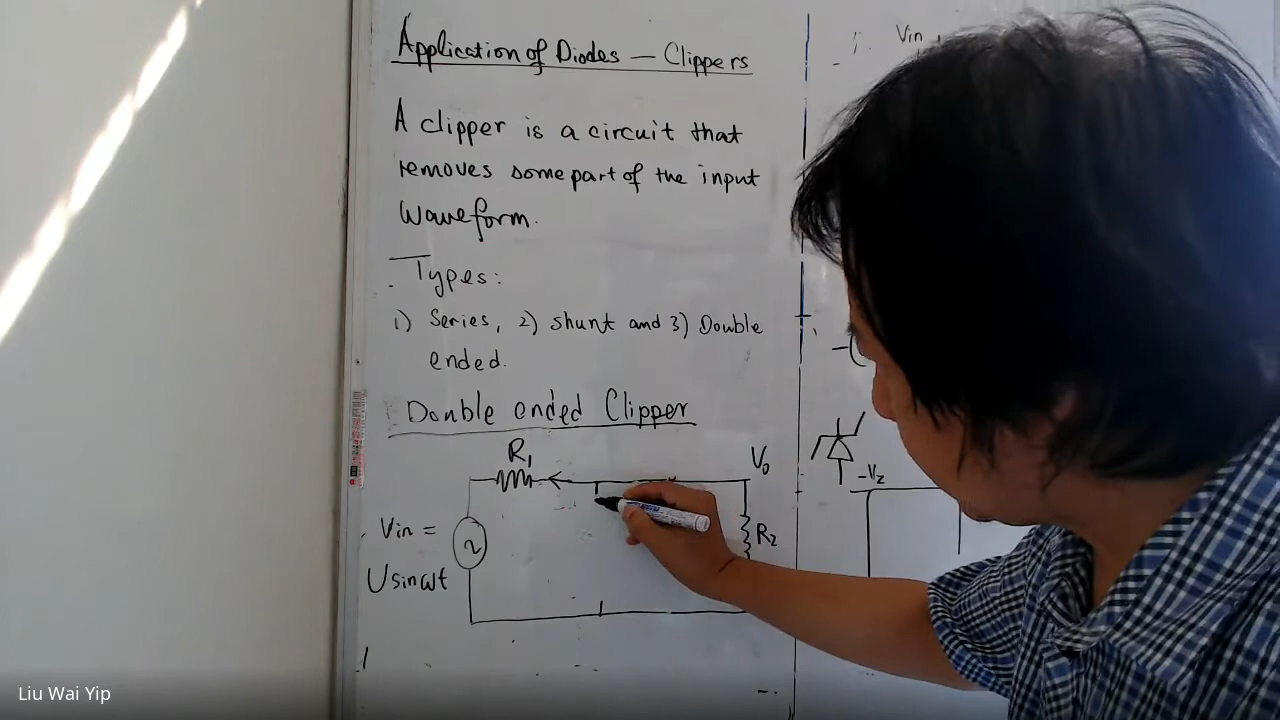 Application of Diodes — Clippers
A clipper is a circuit that
removes some part of the input
waveform.
Types:
1) Series, 2) shunt and 3) Double
ended.
Double ended Clipper
R1
Vo
Vin =
Usinωt
R2
Vin
-Vz
Liu Wai Yip